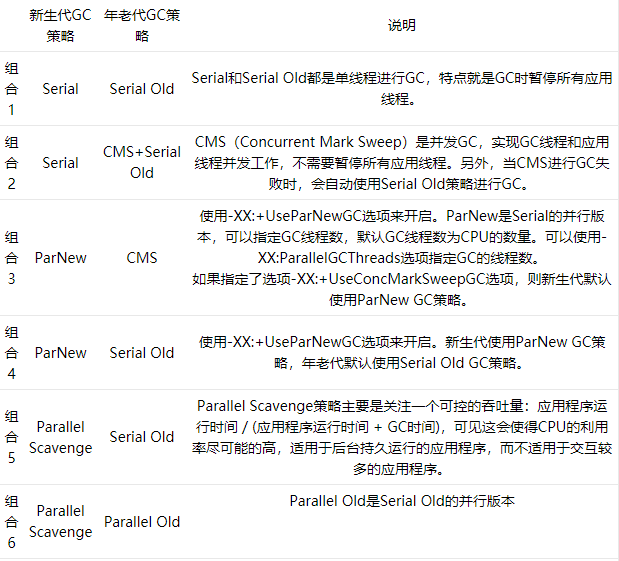 新生代GC策略 年老代GC策略 说明
组合1 Serial Serial Old Serial和Serial Old都是单线程进行GC，特点就是GC时暂停所有应用
线程。
组合2 Serial CMS+Serial Old CMS（Concurrent Mark Sweep）是并发GC，实现GC线程和应用
线程并发工作，不需要暂停所有应用线程。另外，当CMS进行GC失
败时，会自动使用Serial Old策略进行GC。
组合3 ParNew CMS 使用-XX:+UseParNewGC选项来开启。ParNew是Serial的并行版
本，可以指定GC线程数，默认GC线程数为CPU的数量。可以使用-
XX:ParallelGCThreads选项指定GC的线程数。
如果指定了选项-XX:+UseConcMarkSweepGC选项，则新生代默认
使用ParNew GC策略。
组合4 ParNew Serial Old 使用-XX:+UseParNewGC选项来开启。新生代使用ParNew GC策
略，年老代默认使用Serial Old GC策略。
组合5 Parallel Scavenge Serial Old Parallel Scavenge策略主要是关注一个可控的吞吐量：应用程序运
行时间 / (应用程序运行时间 + GC时间)，可见这会使得CPU的利用
率尽可能的高，适用于后台持久运行的应用程序，而不适用于交互较
多的应用程序。
组合6 Parallel Scavenge Parallel Old Parallel Old是Serial Old的并行版本